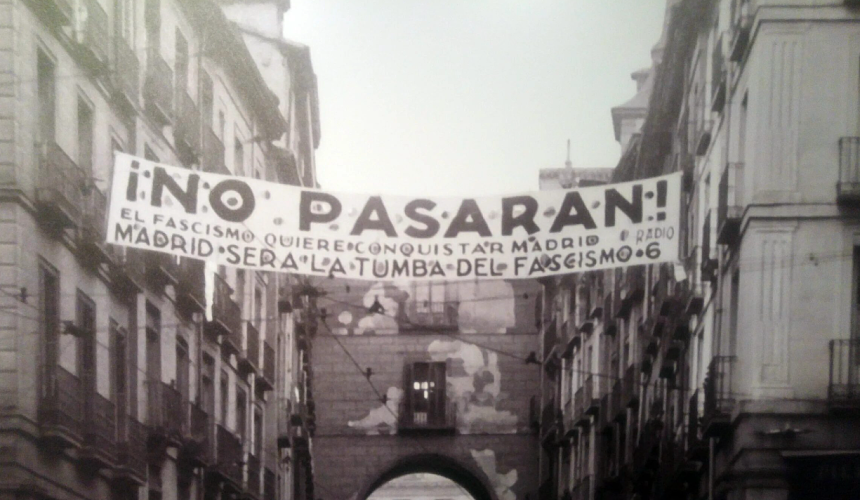 ¡NO PASARAN!
EL FASCISMO QUIERE CONQUISTAR MADRID
MADRID SERA LA TUMBA DEL FASCISMO
RADIO
6